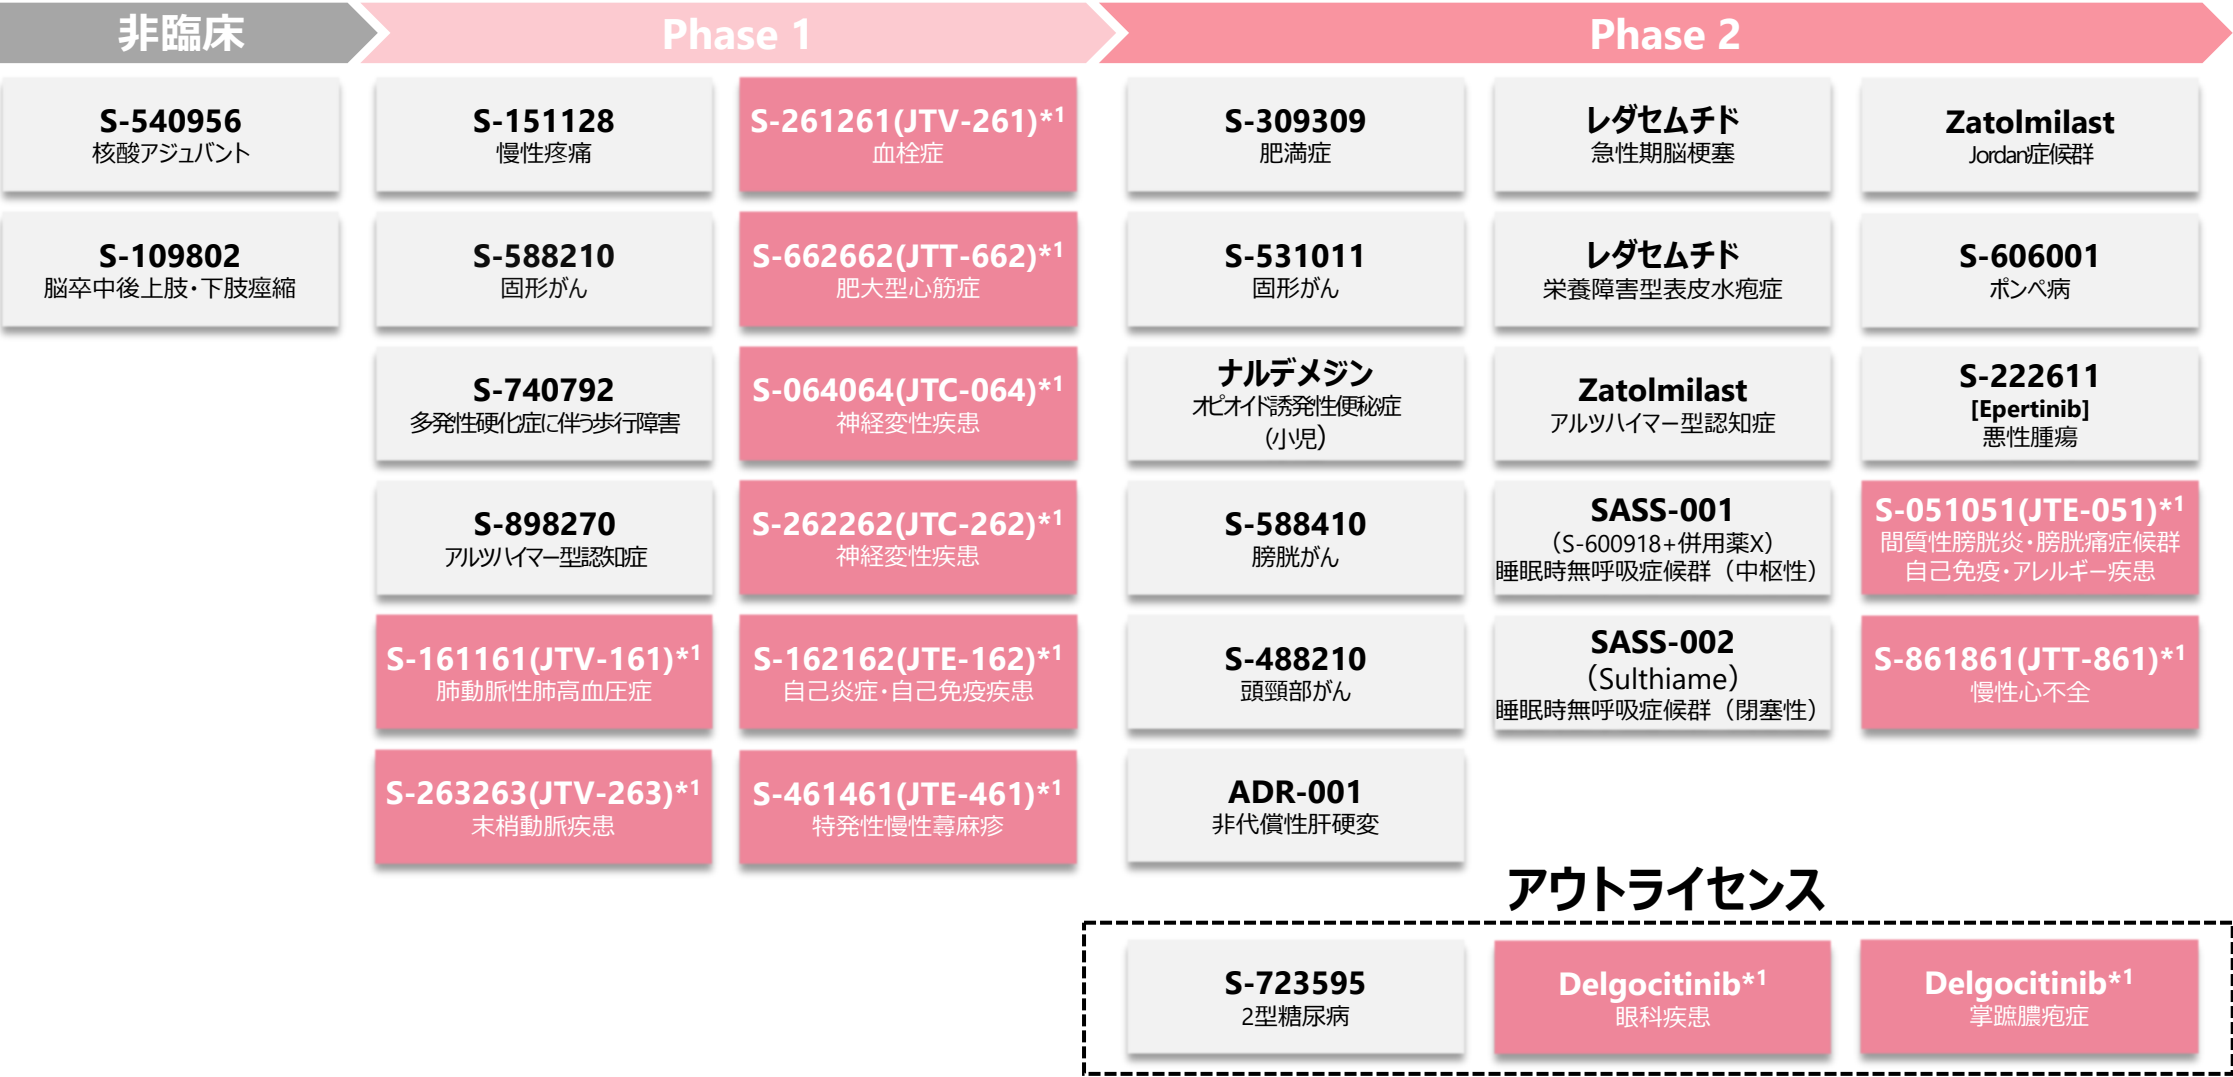 非臨床
Phase 1
Phase 2
S-540956
核酸アジュバント
S-109802
脳卒中後上肢・下肢痙縮
S-151128
慢性疼痛
S-588210
固形がん
S-740792
多発性硬化症に伴う歩行障害
S-898270
アルツハイマー型認知症
S-161161(JTV-161)*1
肺動脈性肺高血圧症
S-263263(JTV-263)*1
末梢動脈疾患
S-261261(JTV-261)*1
血栓症
S-662662(JTT-662)*1
肥大型心筋症
S-064064(JTC-064)*1
神経変性疾患
S-262262(JTC-262)*1
神経変性疾患
S-162162(JTE-162)*1
自己炎症・自己免疫疾患
S-461461(JTE-461)*1
特発性慢性蕁麻疹
S-309309
肥満症
S-531011
固形がん
ナルデメジン
オピオイド誘発性便秘症
(小児)
S-588410
膀胱がん
S-488210
頭頸部がん
ADR-001
非代償性肝硬変
レダセムチド
急性期脳梗塞
レダセムチド
栄養障害型表皮水疱症
Zatolmilast
アルツハイマー型認知症
SASS-001
（S-600918+併用薬X）
睡眠時無呼吸症候群（中枢性）
SASS-002
（Sulthiame）
睡眠時無呼吸症候群（閉塞性）
Zatolmilast
Jordan症候群
S-606001
ポンペ病
S-222611
[Epertinib]
悪性腫瘍
S-051051(JTE-051)*1
間質性膀胱炎・膀胱痛症候群
自己免疫・アレルギー疾患
S-861861(JTT-861)*1
慢性心不全
アウトライセンス
S-723595
2型糖尿病
Delgocitinib*1
眼科疾患
Delgocitinib*1
掌蹠膿疱症